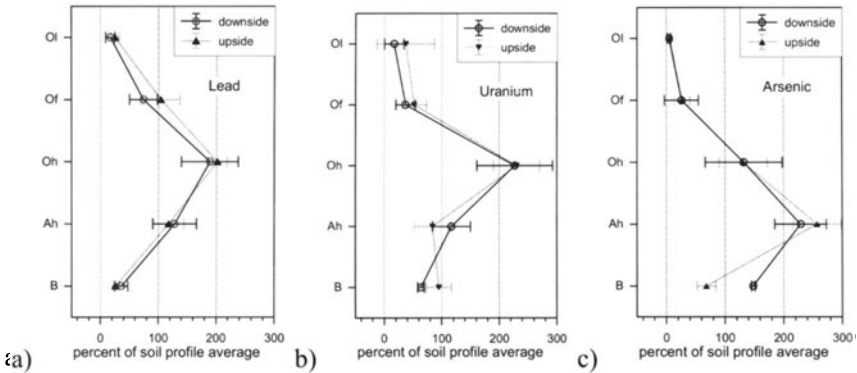 downside
upside
Lead
Ol
Of
Oh
Ah
B
0 100 200 300
percent of soil profile average
a)
downside
upside
Uranium
Ol
Of
Oh
Ah
B
0 100 200 300
percent of soil profile average
b)
downside
upside
Arsenic
Ol
Of
Oh
Ah
B
0 100 200 300
percent of soil profile average
c)